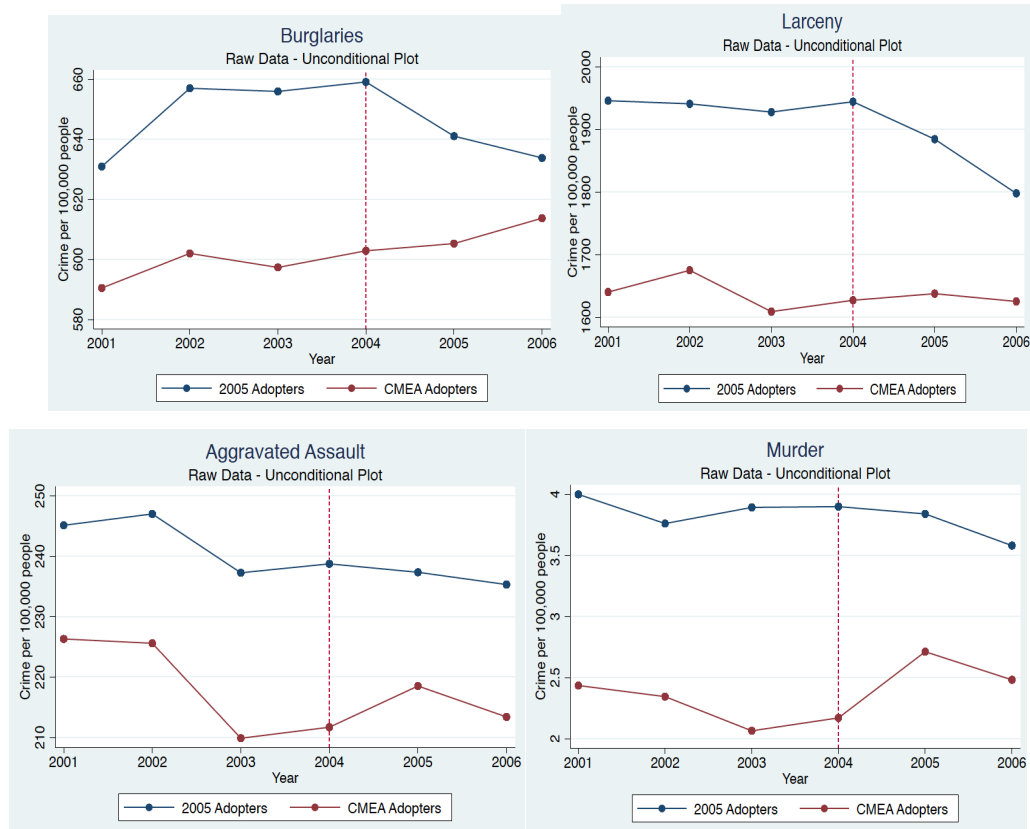 Burglaries
Raw Data - Unconditional Plot
Crime per 100,000 people
660
640
620
600
580
2001 2002 2003 2004 2005 2006
Year
2005 Adopters CMEA Adopters
Larceny
Raw Data - Unconditional Plot
Crime per 100,000 people
2000
1900
1800
1700
1600
2001 2002 2003 2004 2005 2006
Year
2005 Adopters CMEA Adopters
Aggravated Assault
Raw Data - Unconditional Plot
Crime per 100,000 people
250
240
230
220
210
2001 2002 2003 2004 2005 2006
Year
2005 Adopters CMEA Adopters
Murder
Raw Data - Unconditional Plot
Crime per 100,000 people
4
3.5
3
2.5
2
2001 2002 2003 2004 2005 2006
Year
2005 Adopters CMEA Adopters